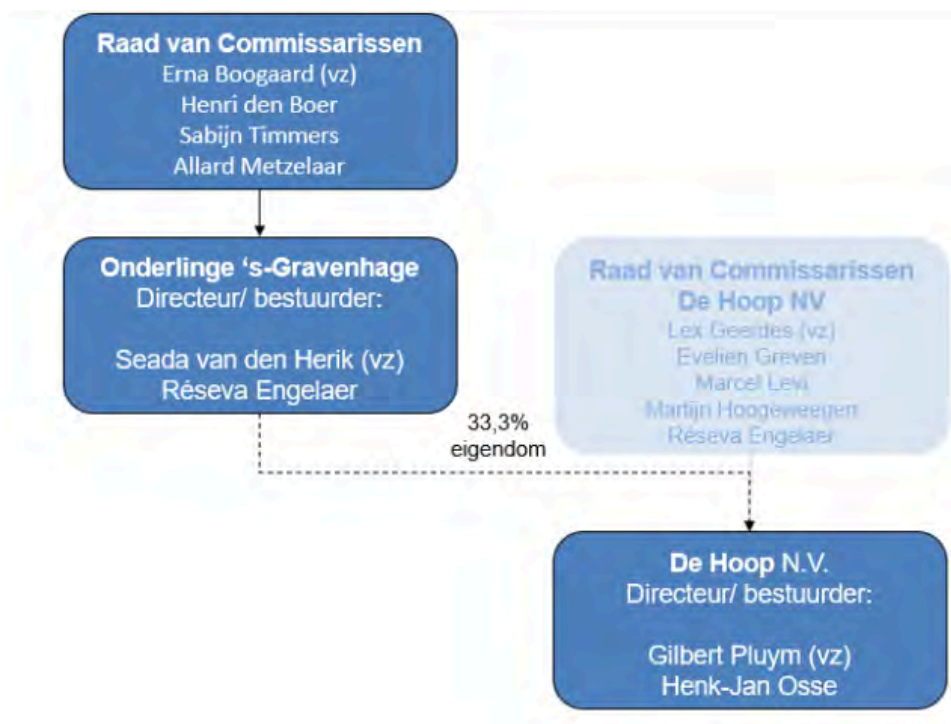 Raad van Commissarissen
Erna Boogaard (vz)
Henri den Boer
Sabijn Timmers
Allard Metzelaar
Onderlinge ‘s-Gravenhage
Directeur/ bestuurder:
Seada van den Herik (vz)
Réseva Engelaer
Raad van Commissarissen
De Hoop NV
Lex Geerdes (vz)
Evelien Greven
Marcel Levi
Martijn Hoogeweegen
Réseva Engelaer
33,3%
eigendom
De Hoop N.V.
Directeur/ bestuurder:
Gilbert Pluym (vz)
Henk-Jan Osse